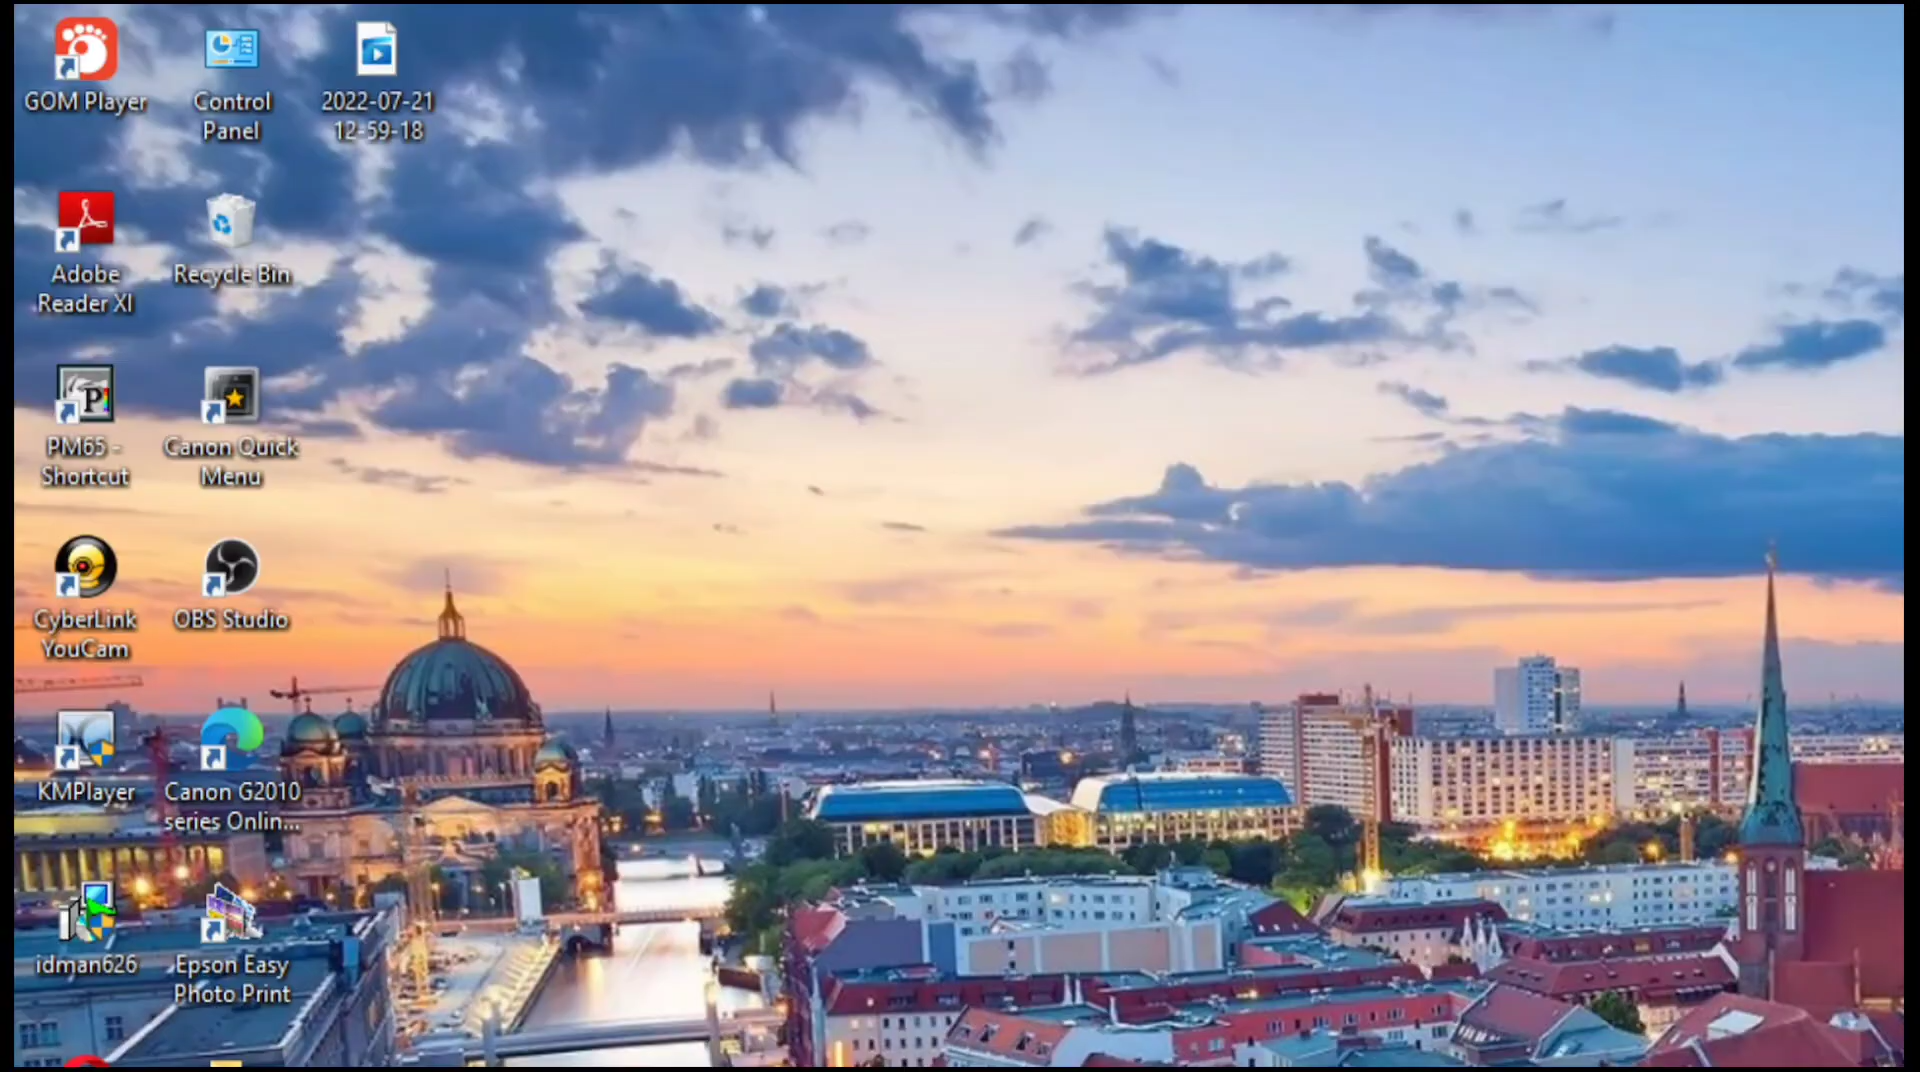 GOM Player
Control
Panel
2022-07-21
12-59-18
Adobe
Reader XI
Recycle Bin
PM65 -
Shortcut
Canon Quick
Menu
CyberLink
YouCam
OBS Studio
KMPlayer
Canon G2010
series Onlin...
idman626
Epson Easy
Photo Print